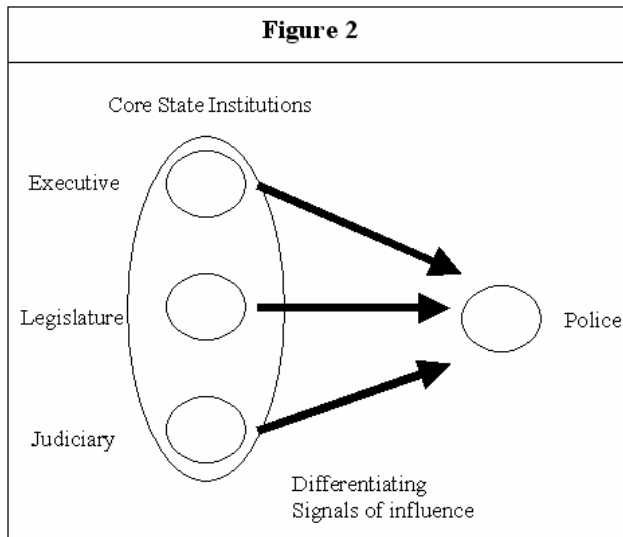 Figure 2
Core State Institutions
Executive
Legislature
Police
Judiciary
Differentiating
Signals of influence